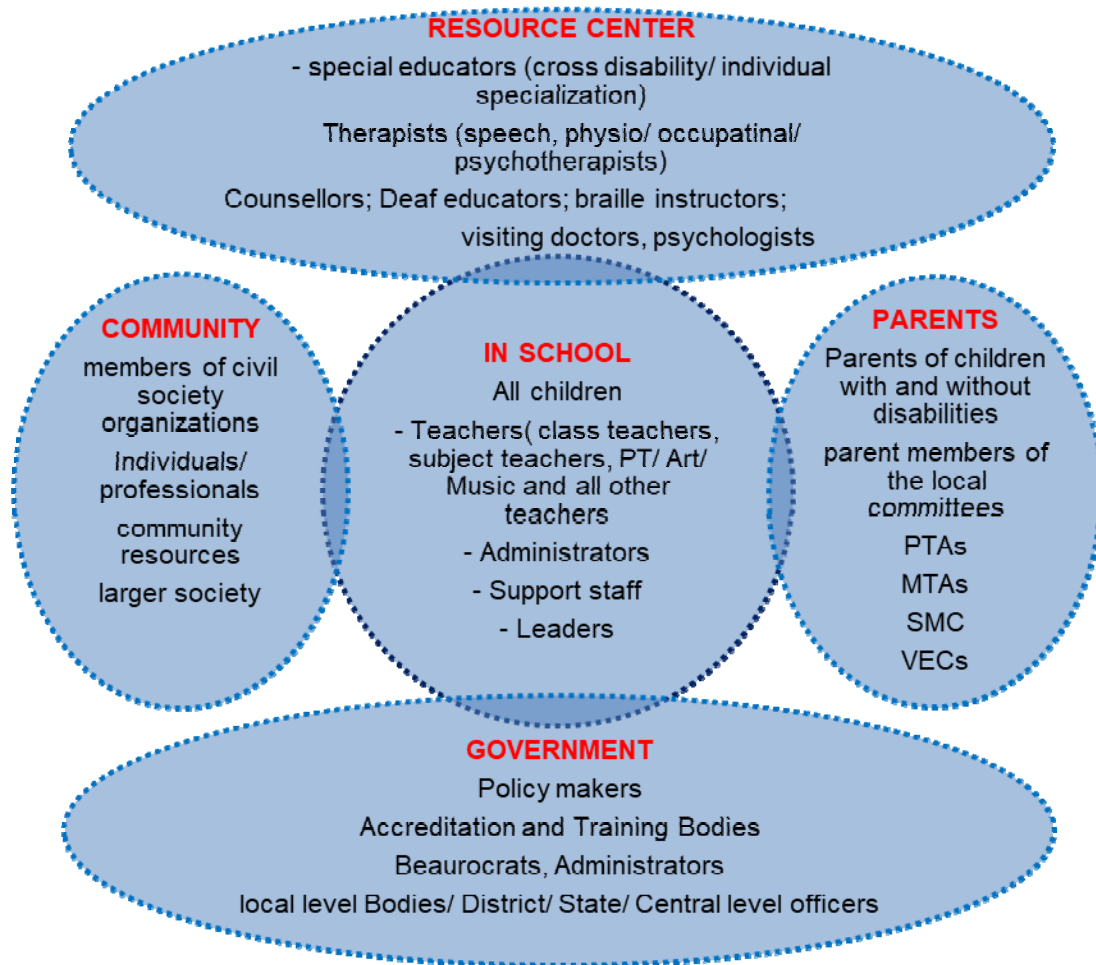 RESOURCE CENTER
- special educators (cross disability/ individual
specialization)
Therapists (speech, physio/ occupatinal/
psychotherapists)
Counsellors; Deaf educators; braille instructors;
visiting doctors, psychologists
COMMUNITY
members of civil
society
organizations
Individuals/
professionals
community
resources
larger society
IN SCHOOL
All children
- Teachers( class teachers,
subject teachers, PT/ Art/
Music and all other
teachers
- Administrators
- Support staff
- Leaders
PARENTS
Parents of children
with and without
disabilities
parent members of
the local
committees
PTAs
MTAs
SMC
VECs
GOVERNMENT
Policy makers
Accreditation and Training Bodies
Beaurocrats, Administrators
local level Bodies/ District/ State/ Central level officers